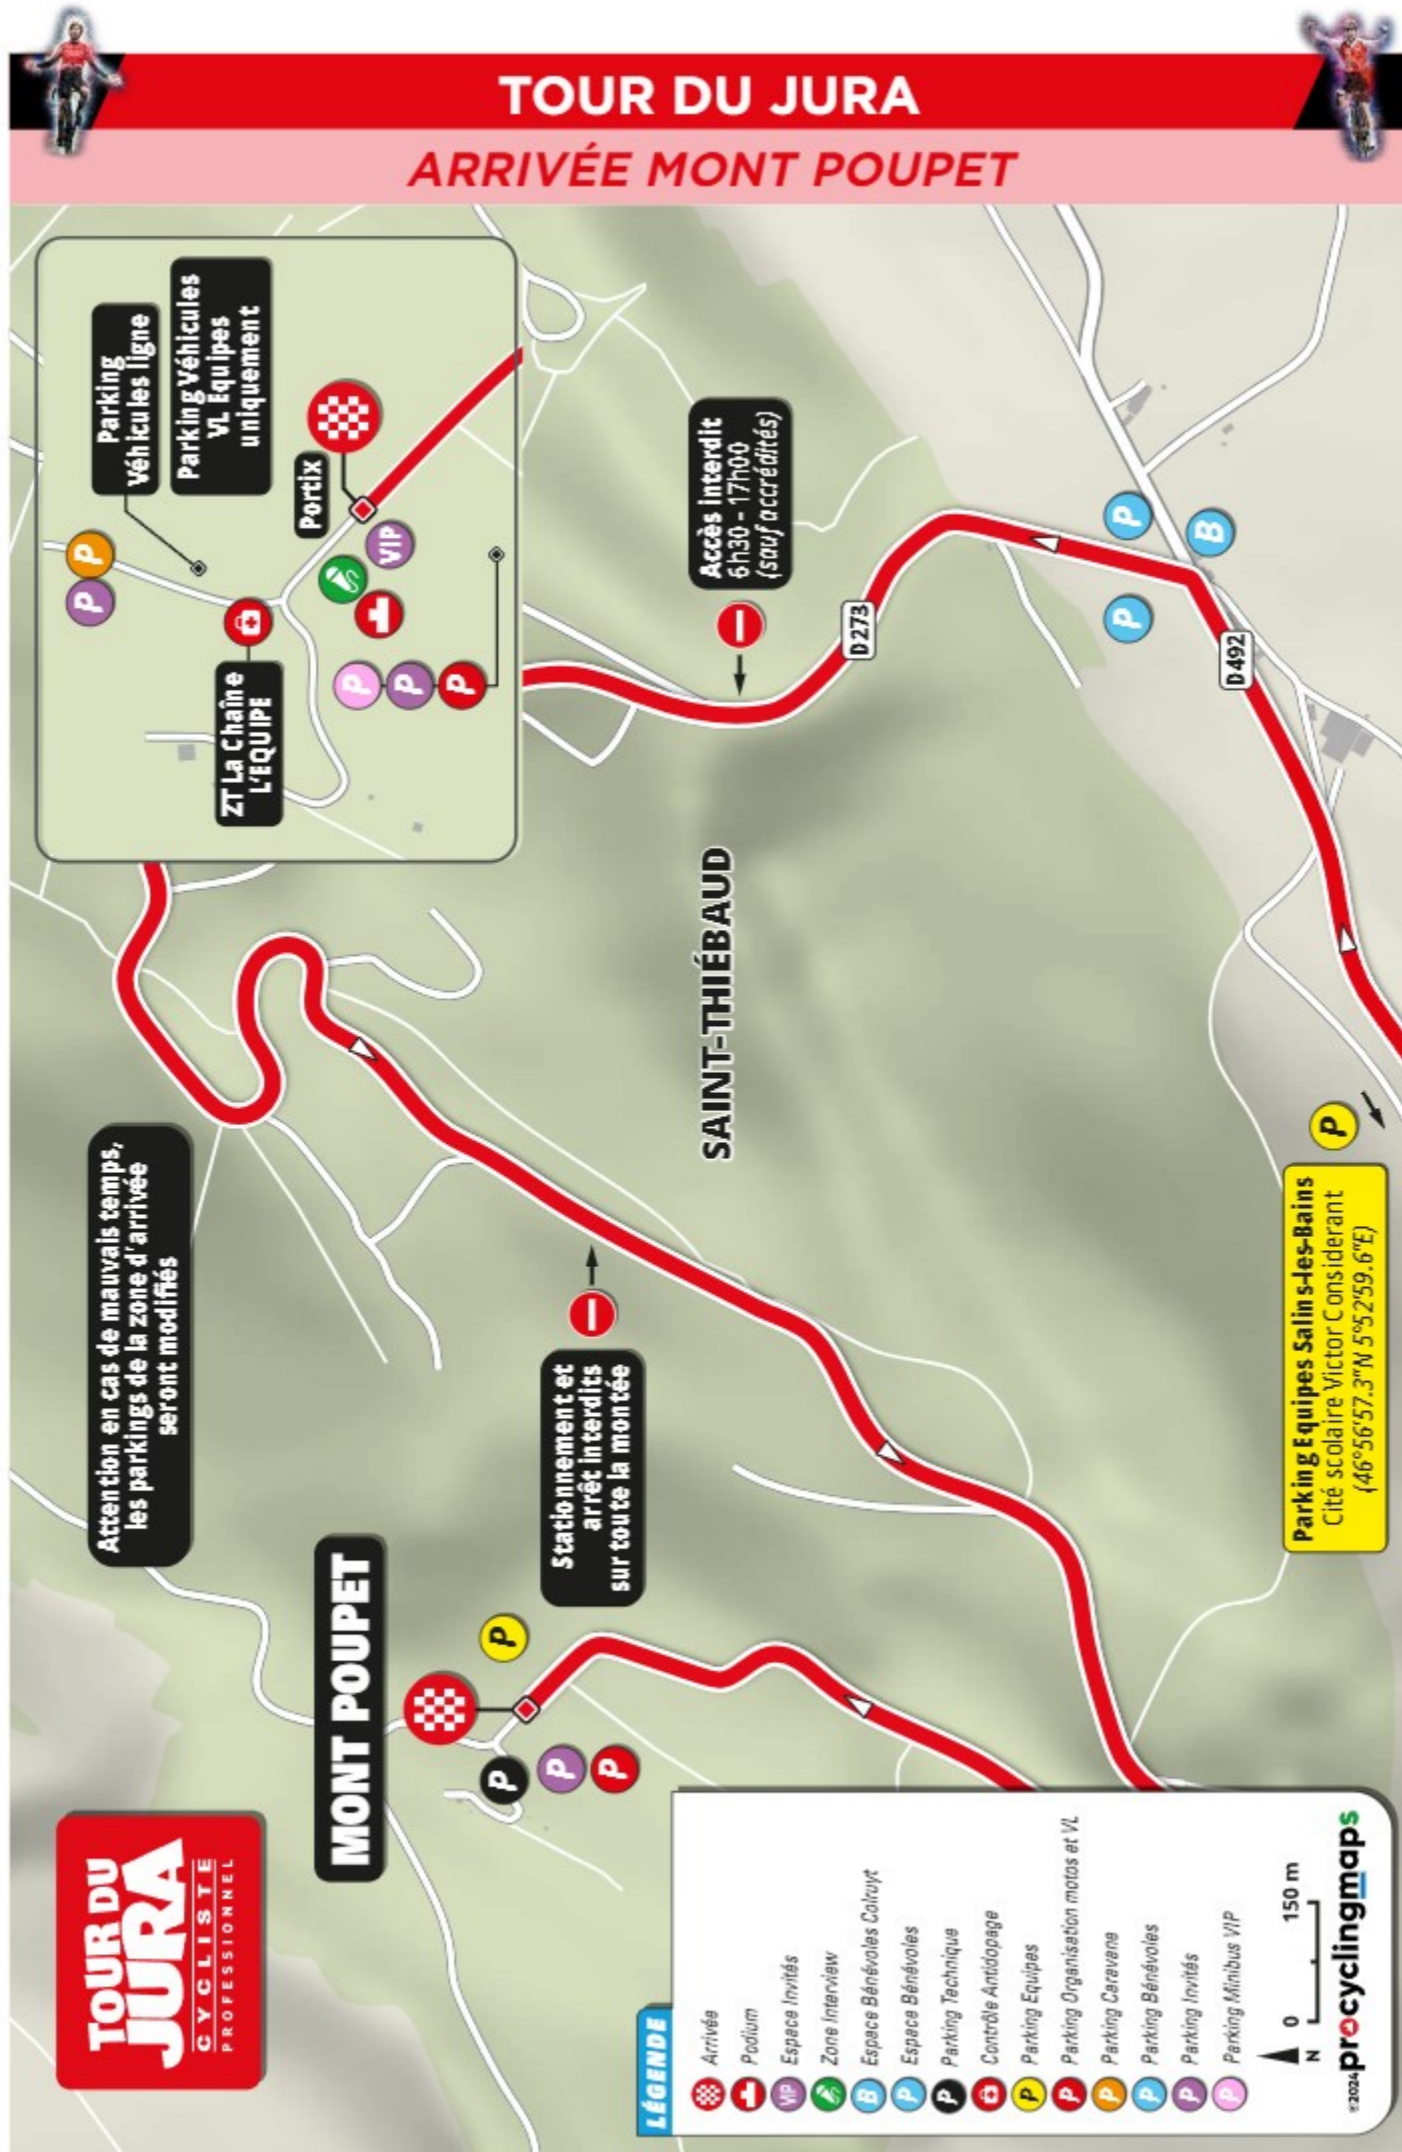 TOUR DU JURA
ARRIVÉE MONT POUPET
TOUR DU
JURA
CYCLISTE
PROFESSIONNEL
MONT POUPET
Attention en cas de mauvais temps,
les parkings de la zone d'arrivée
seront modifiés
Parking
Véhicules ligne
Parking Véhicules
VL Equipes
uniquement
Portix
ZT La Chaîne
L'EQUIPE
P
P
VIP
P
P
P
Accès interdit
6h30 - 17h00
(sauf accrédités)
D273
D492
P
P
B
SAINT-THIÉBAUD
Stationnement et
arrêt interdits
sur toute la montée
P
P
P
P
P
Parking Equipes Salins-les-Bains
Cité scolaire Victor Considerant
(46°56'57.3"N 5°52'59.6"E)
LÉGENDE
Arrivée
Podium
VIP Espace Invités
Zone Interview
B Espace Bénévoles Colruyt
P Espace Bénévoles
P Parking Technique
Contrôle Antidopage
P Parking Equipes
P Parking Organisation motos et VL
P Parking Caravane
P Parking Bénévoles
P Parking Invités
P Parking Minibus VIP
N
0 150 m
©2024 procyclingmaps